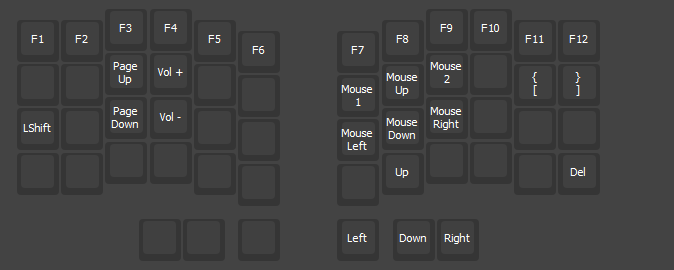 F1 F2 F3 F4 F5 F6 F7 F8 F9 F10 F11 F12
Page
Up
Vol +
Mouse
1
Mouse
Up
Mouse
2
{
[
}
]
LShift
Page
Down
Vol -
Mouse
Left
Mouse
Down
Mouse
Right
Up
Del
Left
Down
Right